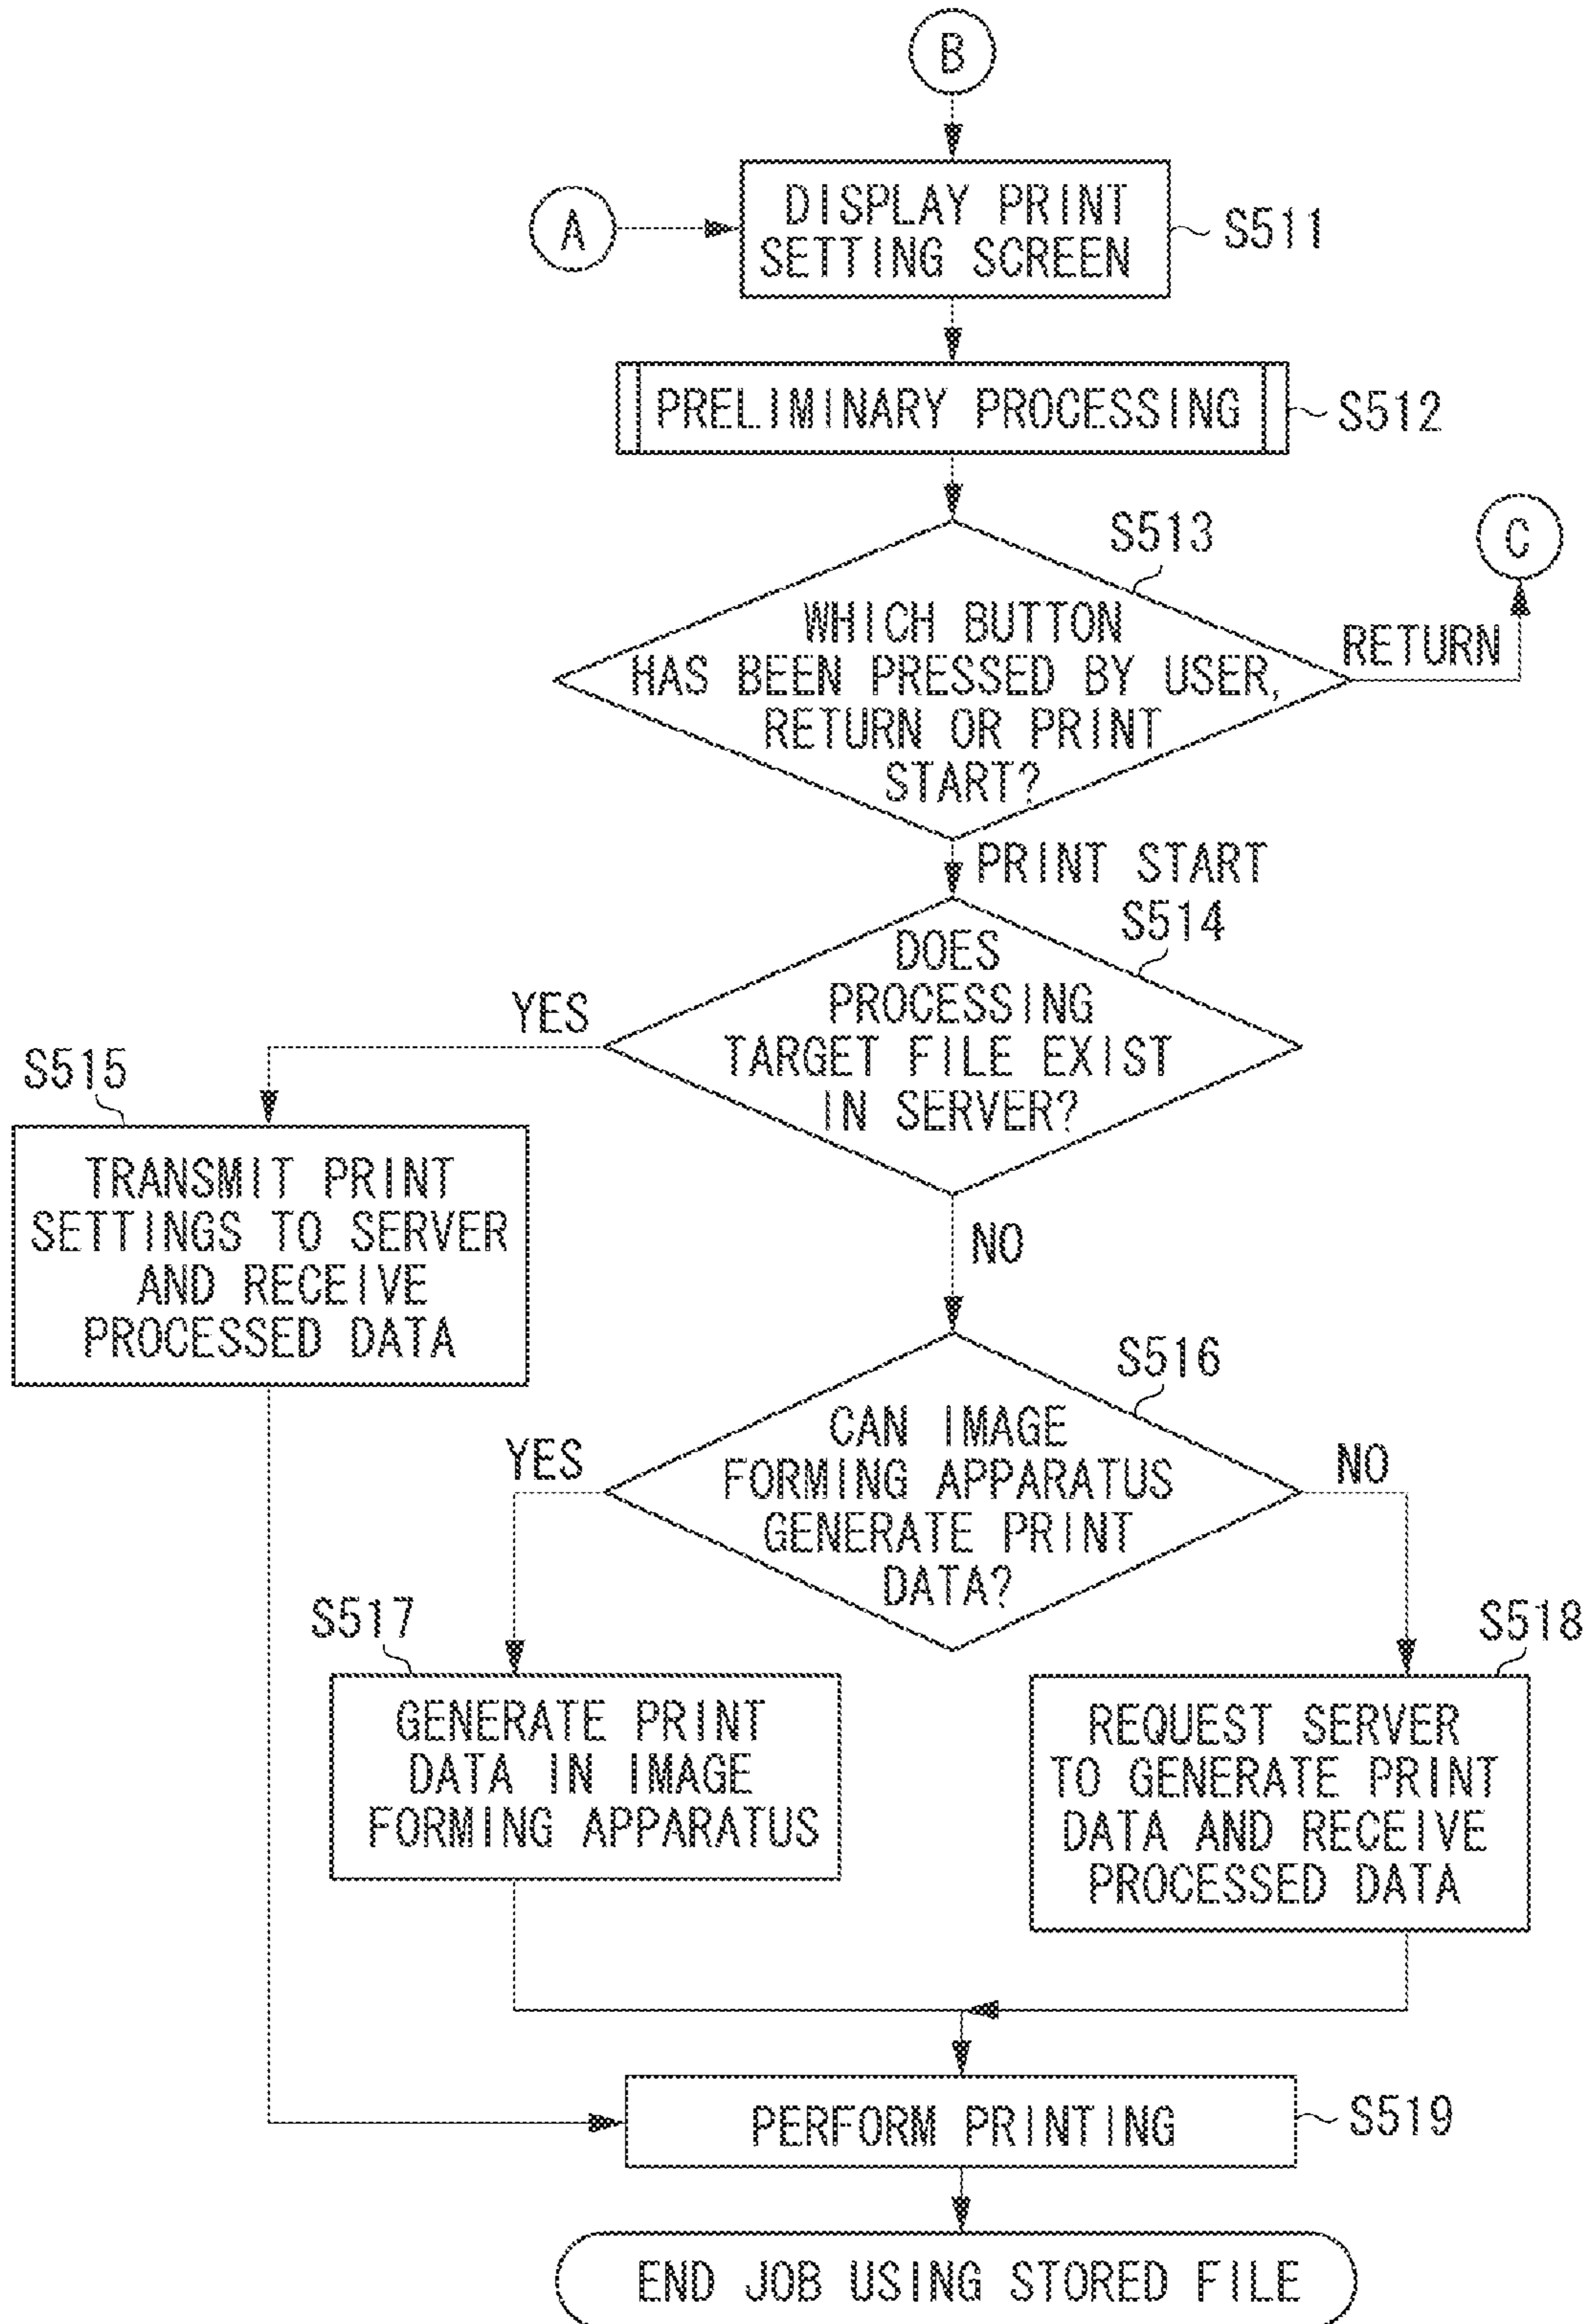 B
A
DISPLAY PRINT
SETTING SCREEN
S511
PRELIMINARY PROCESSING
S512
S513
C
WHICH BUTTON
HAS BEEN PRESSED BY USER,
RETURN OR PRINT
START?
RETURN
PRINT START
S514
DOES
PROCESSING
TARGET FILE EXIST
IN SERVER?
YES
S515
TRANSMIT PRINT
SETTINGS TO SERVER
AND RECEIVE
PROCESSED DATA
NO
S516
CAN IMAGE
FORMING APPARATUS
GENERATE PRINT
DATA?
YES
NO
S517
GENERATE PRINT
DATA IN IMAGE
FORMING APPARATUS
S518
REQUEST SERVER
TO GENERATE PRINT
DATA AND RECEIVE
PROCESSED DATA
PERFORM PRINTING
S519
END JOB USING STORED FILE